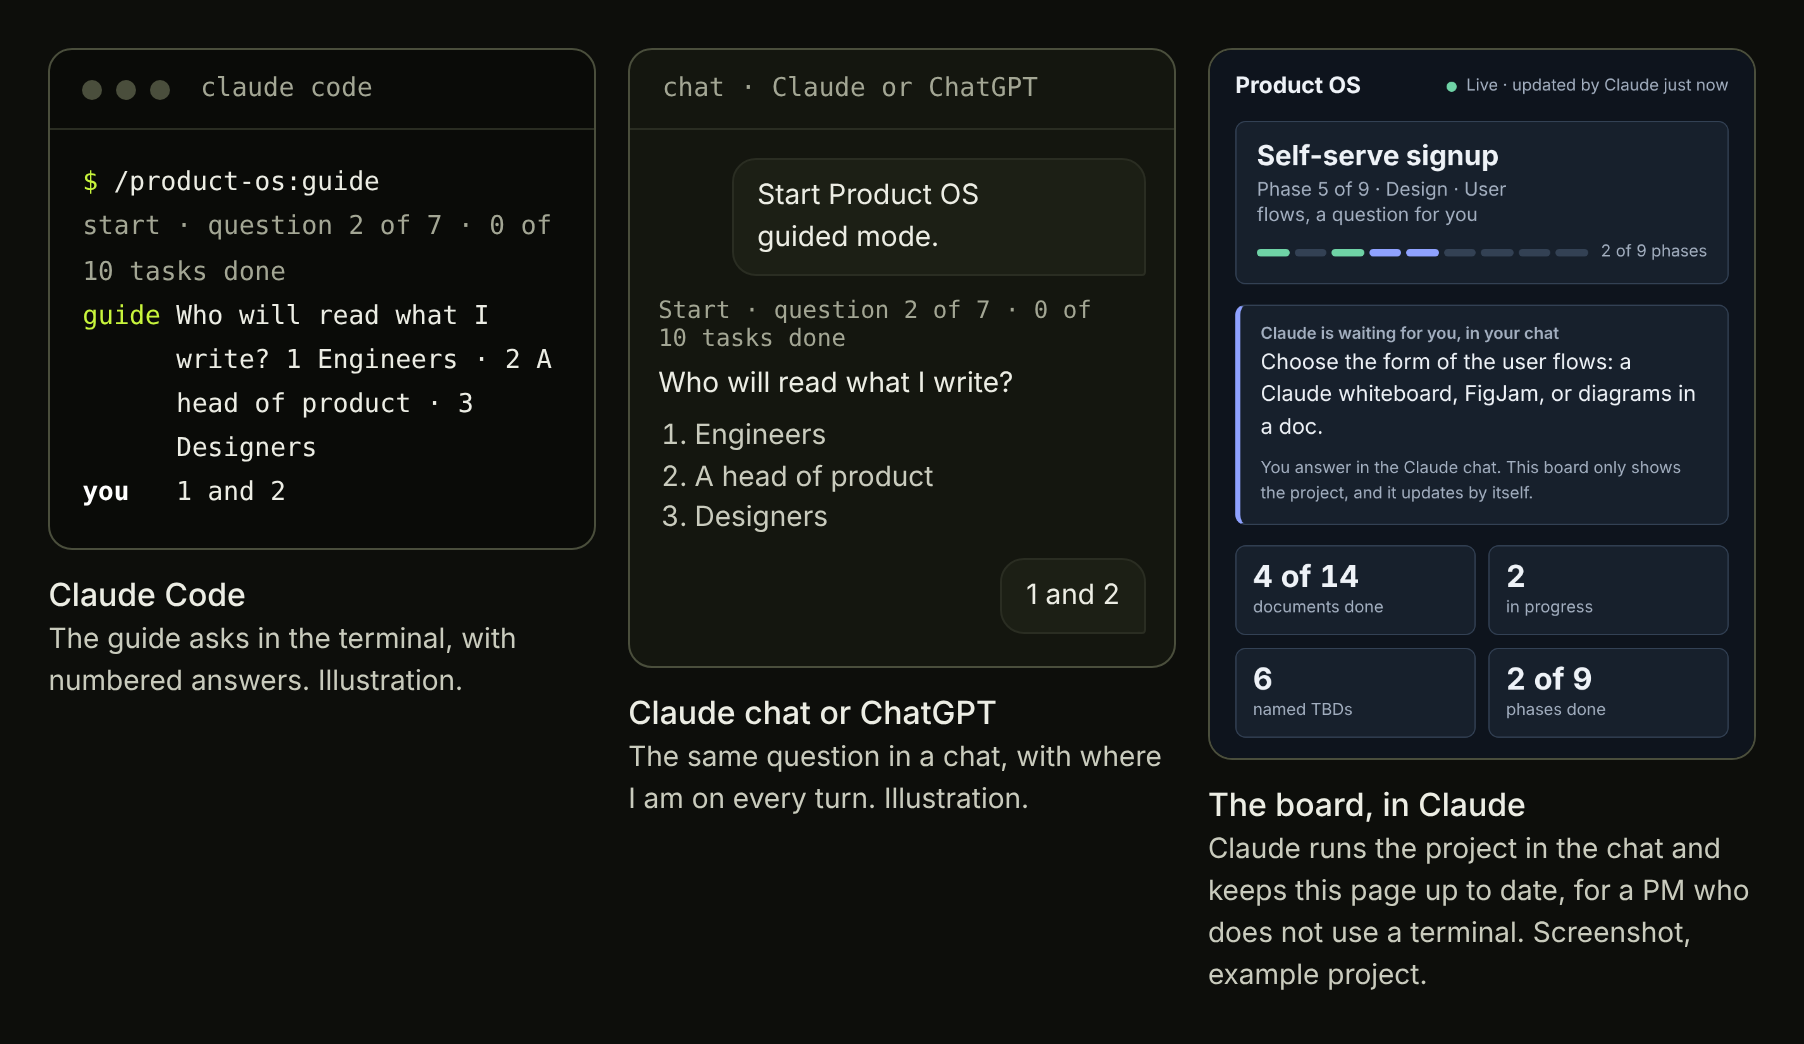 claude code
$ /product-os:guide
start · question 2 of 7 · 0 of
10 tasks done
guide Who will read what I
write? 1 Engineers · 2 A
head of product · 3
Designers
you 1 and 2
Claude Code
The guide asks in the terminal, with
numbered answers. Illustration.
chat · Claude or ChatGPT
Start Product OS
guided mode.
Start · question 2 of 7 · 0 of
10 tasks done
Who will read what I write?
1. Engineers
2. A head of product
3. Designers
1 and 2
Claude chat or ChatGPT
The same question in a chat, with where
I am on every turn. Illustration.
Product OS
Live · updated by Claude just now
Self-serve signup
Phase 5 of 9 · Design · User
flows, a question for you
2 of 9 phases
Claude is waiting for you, in your chat
Choose the form of the user flows: a
Claude whiteboard, FigJam, or diagrams in
a doc.
You answer in the Claude chat. This board only shows
the project, and it updates by itself.
4 of 14
documents done
2
in progress
6
named TBDs
2 of 9
phases done
The board, in Claude
Claude runs the project in the chat and
keeps this page up to date, for a PM who
does not use a terminal. Screenshot,
example project.